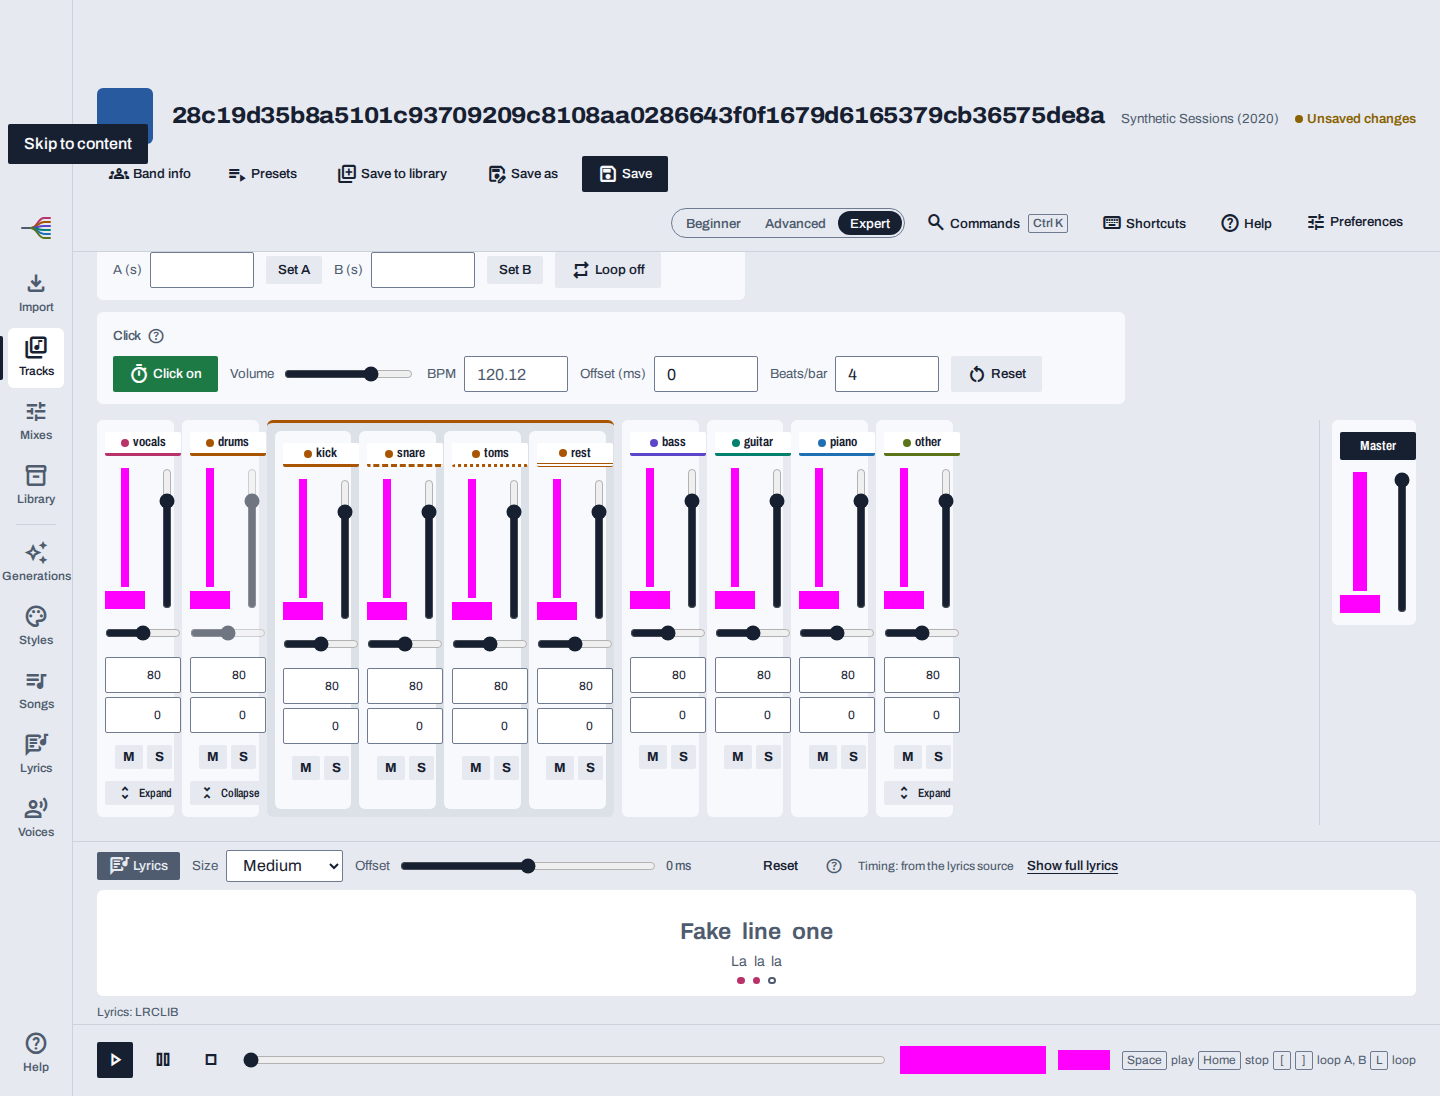 28c19d35b8a5101c93709209c8108aa0286643f0f1679d6165379cb36575de8a Synthetic Sessions (2020) Unsaved changes
Skip to content
Band info Presets Save to library Save as Save
Beginner Advanced Expert Commands Ctrl K Shortcuts Help Preferences
Import
Tracks
Mixes
Library
Generations
Styles
Songs
Lyrics
Voices
Help
A (s) Set A B (s) Set B Loop off
Click
Click on Volume BPM 120.12 Offset (ms) 0 Beats/bar 4 Reset
vocals drums kick snare toms rest bass guitar piano other Master
80 80 80 80 80 80 80 80 80 80
0 0 0 0 0 0 0 0 0 0
M S M S M S M S M S M S M S M S M S M S
Expand Collapse Expand
Lyrics Size Medium Offset 0 ms Reset Timing: from the lyrics source Show full lyrics
Fake line one
La la la
Lyrics: LRCLIB
Space play Home stop [ ] loop A, B L loop